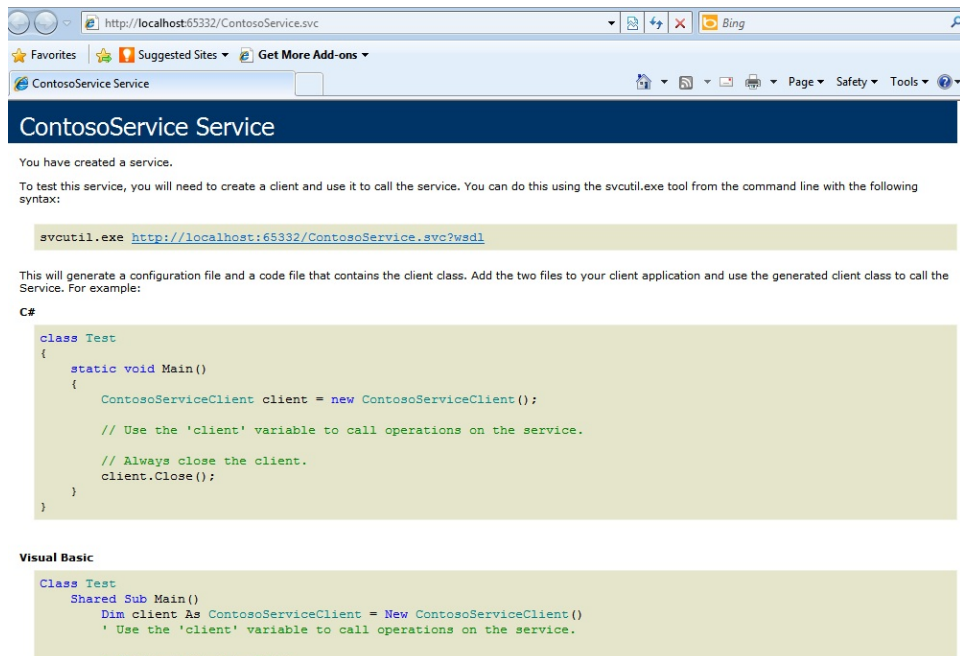 http://localhost:65332/ContosoService.svc
Bing
Favorites
Suggested Sites
Get More Add-ons
ContosoService Service
Page
Safety
Tools
ContosoService Service
You have created a service.
To test this service, you will need to create a client and use it to call the service. You can do this using the svcutil.exe tool from the command line with the following
syntax:
svcutil.exe http://localhost:65332/ContosoService.svc?wsdl
This will generate a configuration file and a code file that contains the client class. Add the two files to your client application and use the generated client class to call the
Service. For example:
C#
class Test
{
    static void Main()
    {
        ContosoServiceClient client = new ContosoServiceClient();
        // Use the 'client' variable to call operations on the service.
        // Always close the client.
        client.Close();
    }
}
Visual Basic
Class Test
    Shared Sub Main()
        Dim client As ContosoServiceClient = New ContosoServiceClient()
        ' Use the 'client' variable to call operations on the service.